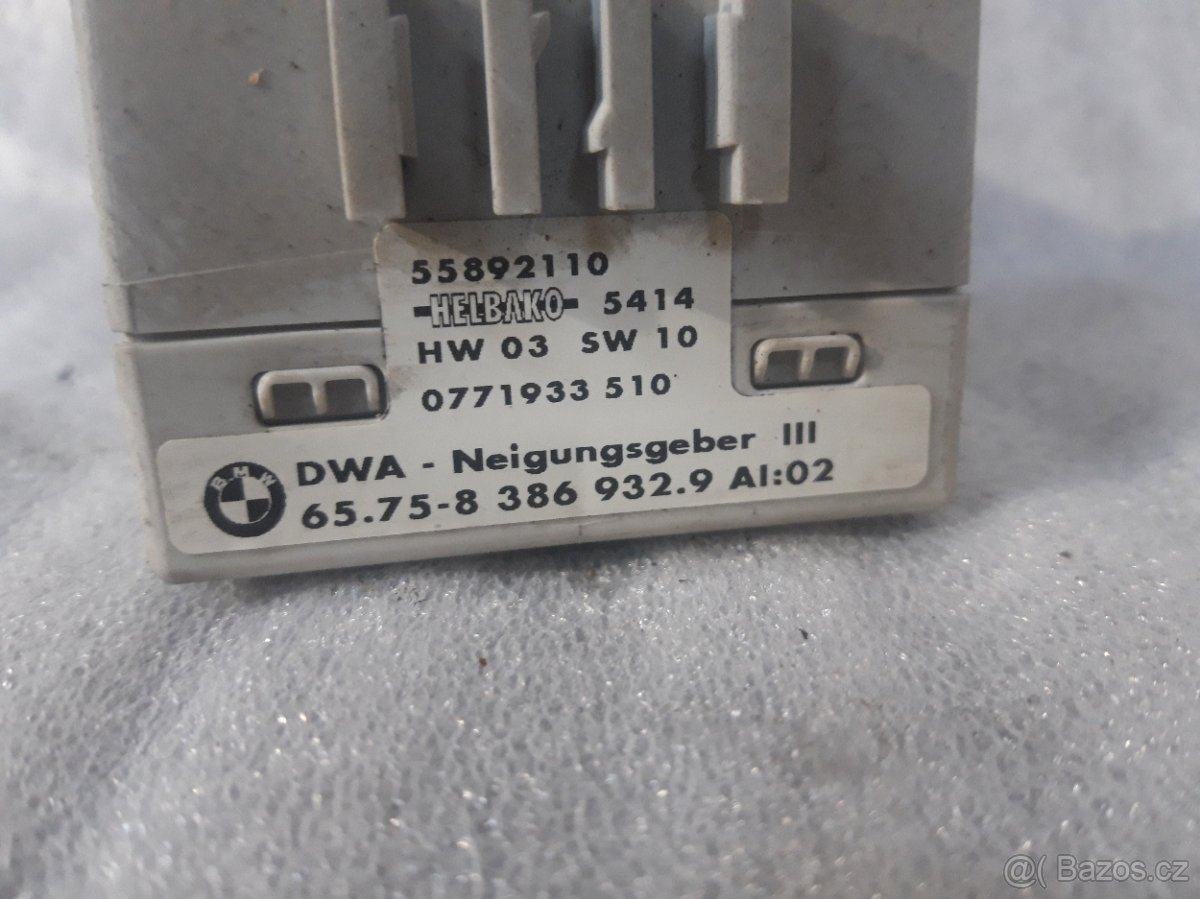 55892110
HELBAKO 5414
HW 03 SW 10
0771933 510
DWA - Neigungsgeber III
BMW
65.75-8 386 932.9 AI:02
@( Bazos.cz